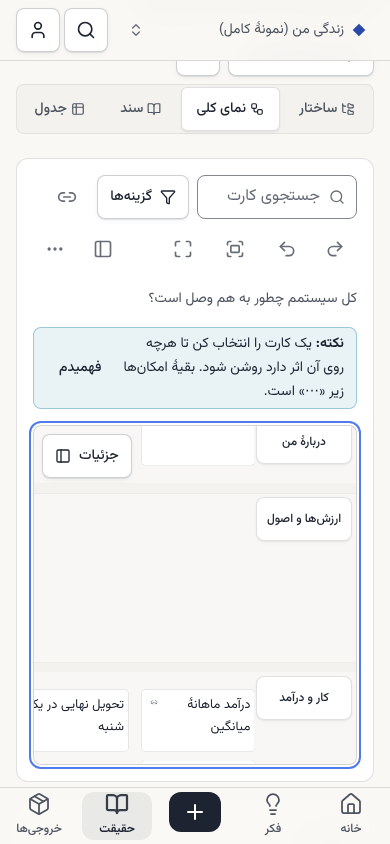 زندگی من (نمونهٔ کامل)
ساختار
نمای کلی
سند
جدول
جستجوی کارت
گزینه‌ها
کل سیستمم چطور به هم وصل است؟
نکته: یک کارت را انتخاب کن تا هرچه
روی آن اثر دارد روشن شود. بقیهٔ امکان‌ها
زیر «⋯» است.
فهمیدم
دربارهٔ من
جزئیات
ارزش‌ها و اصول
کار و درآمد
درآمد ماهانهٔ
میانگین
تحویل نهایی در
شنبه
خانه
فکر
حقیقت
خروجی‌ها